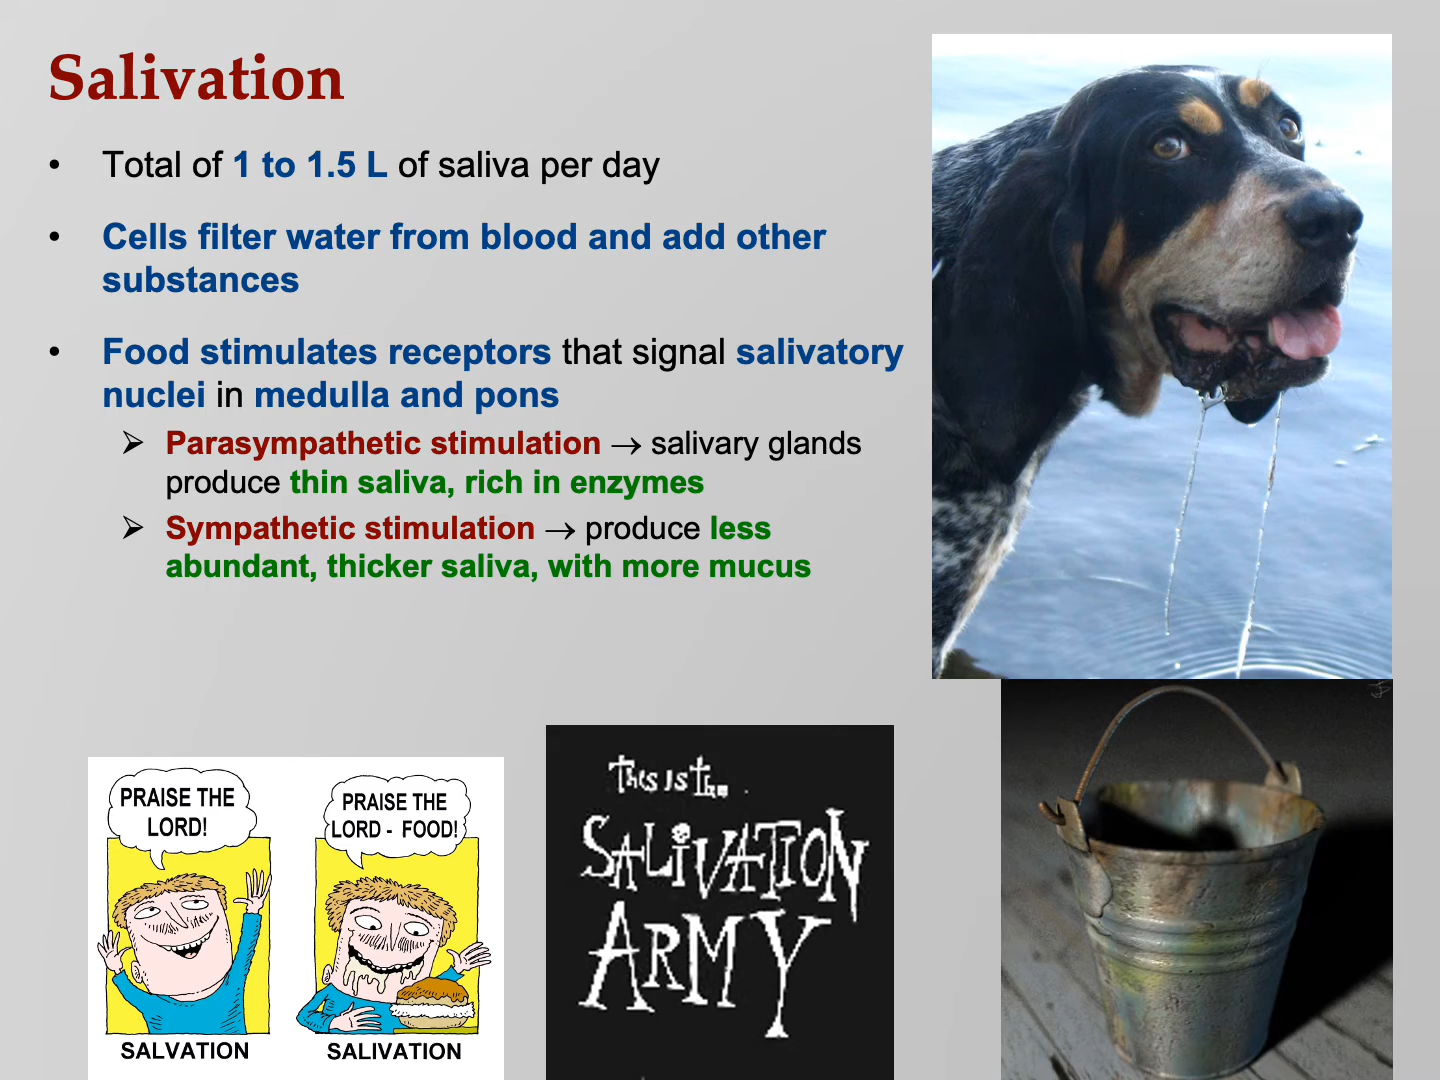 Salivation
• Total of 1 to 1.5 L of saliva per day
• Cells filter water from blood and add other
substances
• Food stimulates receptors that signal salivatory
nuclei in medulla and pons
➢ Parasympathetic stimulation → salivary glands
produce thin saliva, rich in enzymes
➢ Sympathetic stimulation → produce less
abundant, thicker saliva, with more mucus
PRAISE THE
LORD!
SALVATION
PRAISE THE
LORD - FOOD!
SALIVATION
This is the
SALIVATION
ARMY